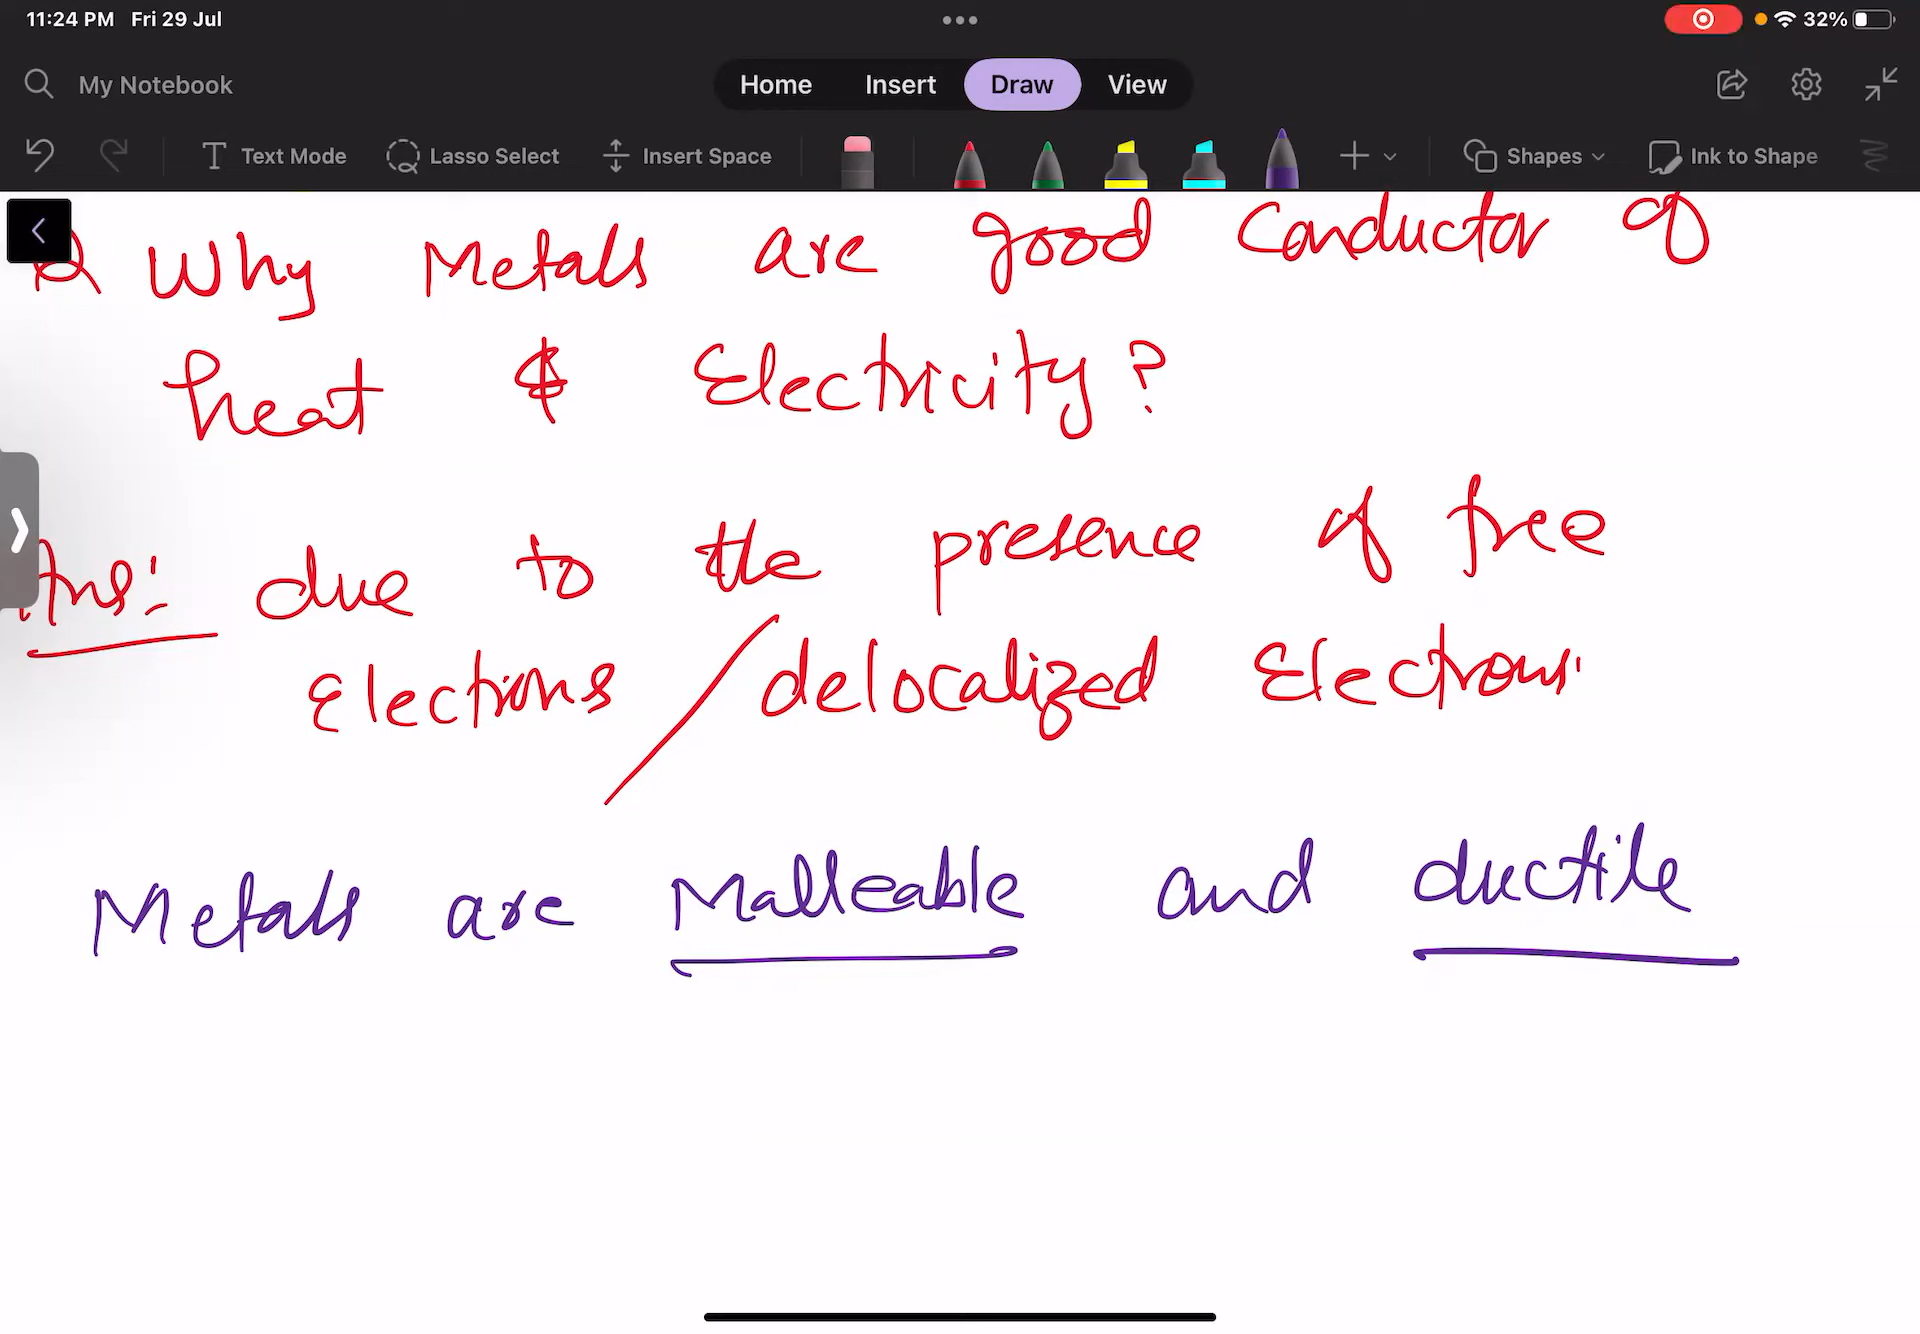 11:24 PM Fri 29 Jul 32%
My Notebook Home Insert Draw View
Text Mode Lasso Select Insert Space Shapes Ink to Shape
Q Why Metals are good Conductor of
heat & Electricity?
Ans: due to the presence of free
Electrons / delocalized Electrons
Metals are Malleable and ductile